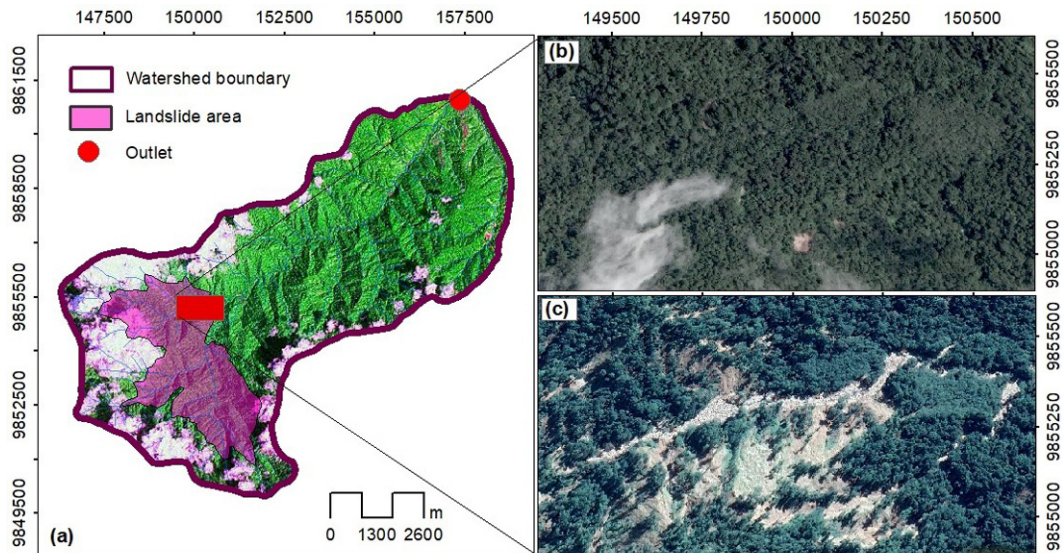 147500 150000 152500 155000 157500
149500 149750 150000 150250 150500
9861500
9858500
9855500
9852500
9849500
Watershed boundary
Landslide area
Outlet
m
0 1300 2600
(a)
(b)
9855500
9855250
9855000
(c)
9855500
9855250
9855000